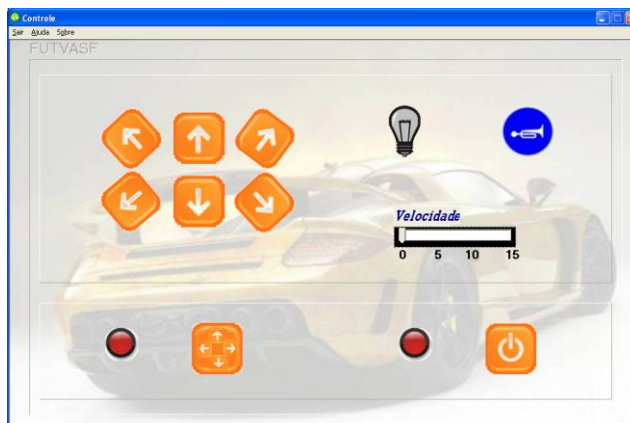 Controle
Sair Ajuda Sobre
FUTVASF
Velocidade
0 5 10 15